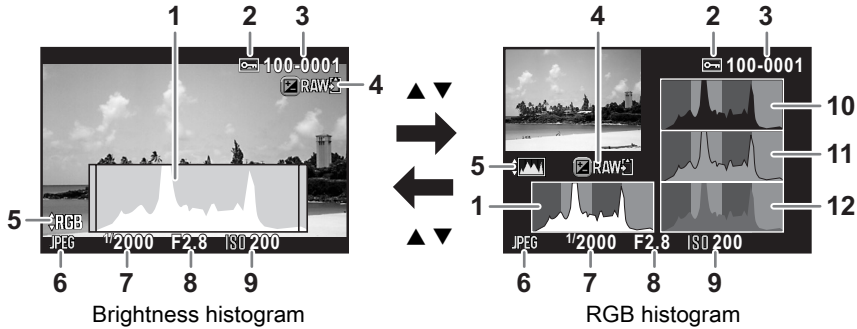 1 2 3
100-0001
RAW
4
5 RGB
JPEG 1/2000 F2.8 ISO 200
6 7 8 9
Brightness histogram
▲ ▼
▲ ▼
4 2 3
100-0001
10
11
12
5 RAW
1
JPEG 1/2000 F2.8 ISO 200
6 7 8 9
RGB histogram